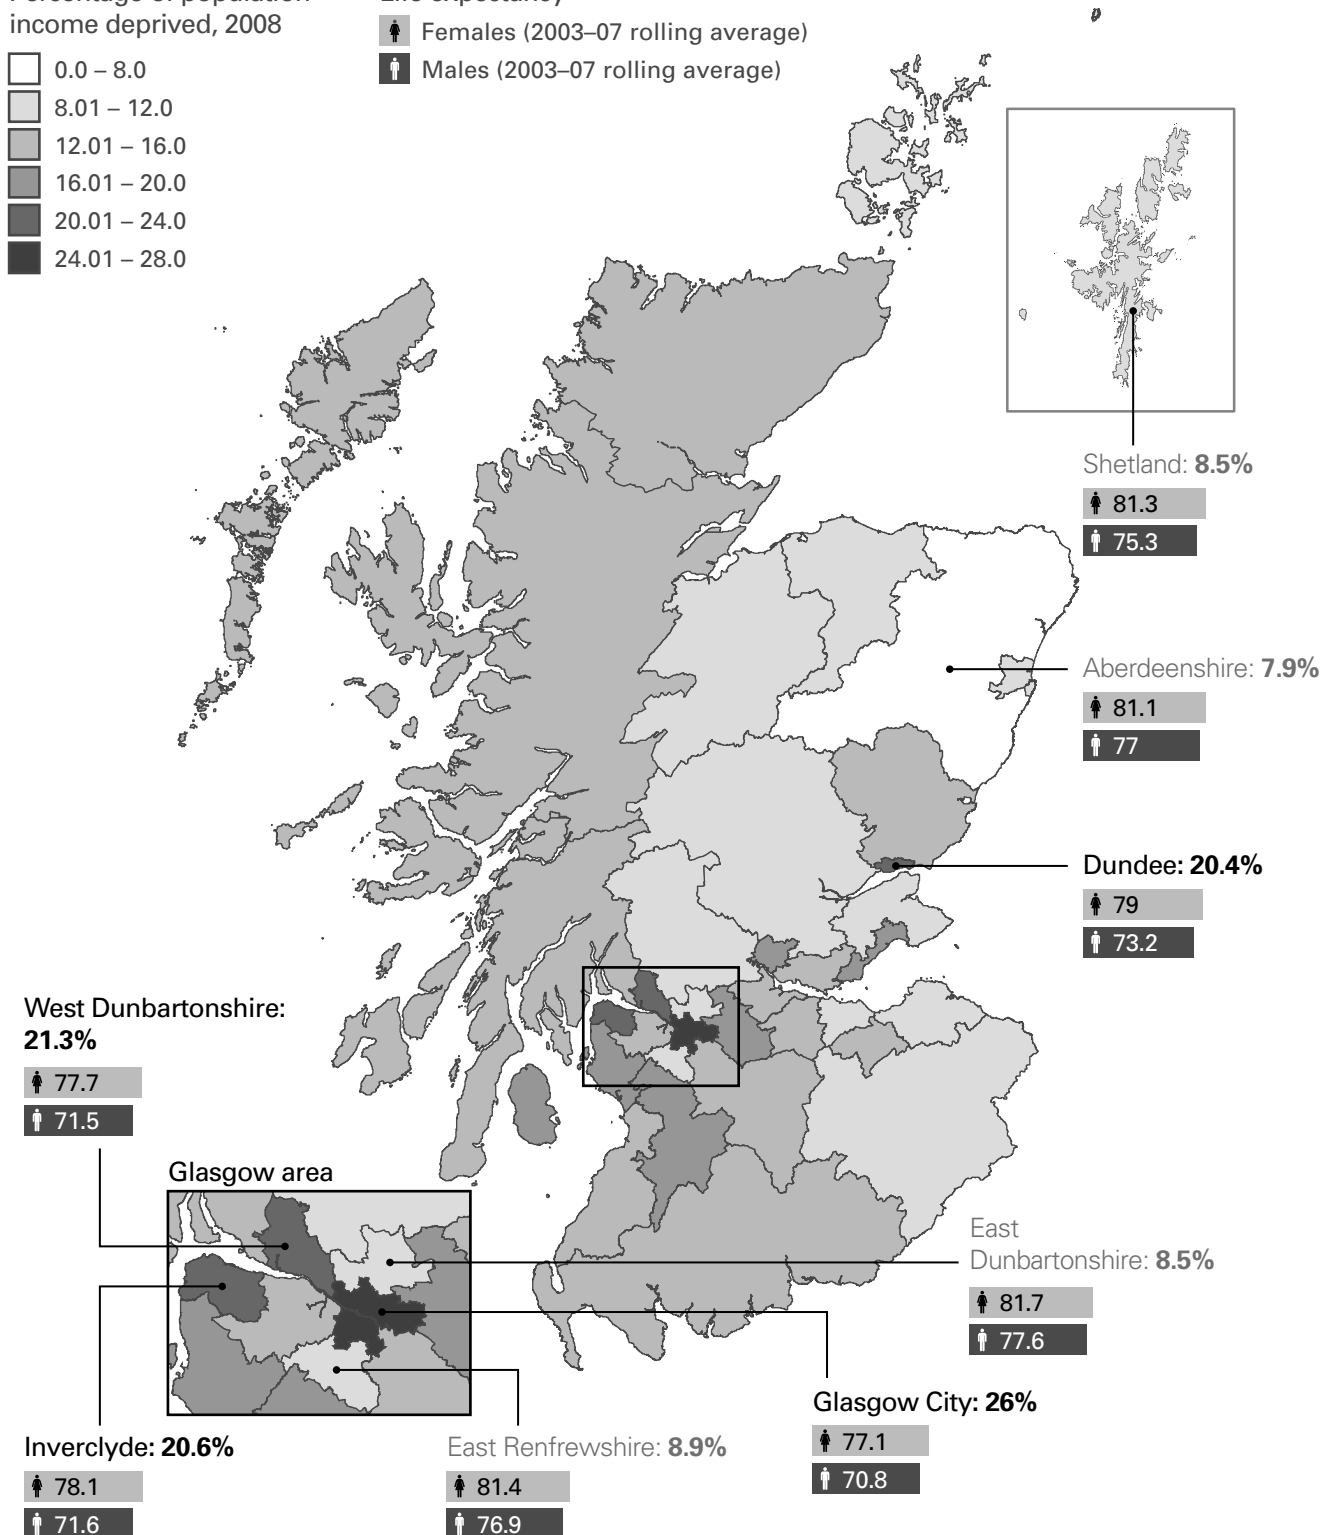 income deprived, 2008
0.0 – 8.0
8.01 – 12.0
12.01 – 16.0
16.01 – 20.0
20.01 – 24.0
24.01 – 28.0
Females (2003–07 rolling average)
Males (2003–07 rolling average)
Shetland: 8.5%
81.3
75.3
Aberdeenshire: 7.9%
81.1
77
Dundee: 20.4%
79
73.2
West Dunbartonshire:
21.3%
77.7
71.5
Glasgow area
East
Dunbartonshire: 8.5%
81.7
77.6
Glasgow City: 26%
77.1
70.8
Inverclyde: 20.6%
78.1
71.6
East Renfrewshire: 8.9%
81.4
76.9